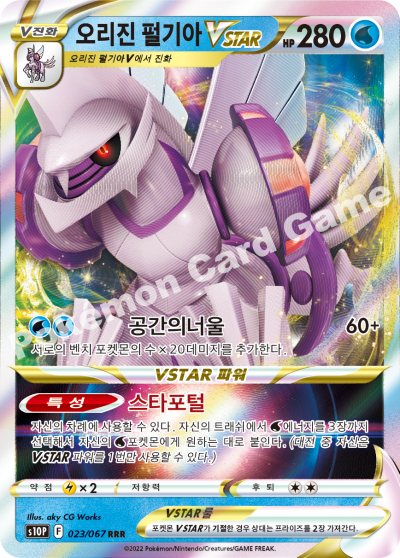 V진화
오리진 펄기아 VSTAR HP 280
오리진 펄기아V에서 진화
Pokémon Card Game
공간의너울 60+
서로의 벤치 포켓몬의 수×20데미지를 추가한다.
VSTAR 파워
특성 스타포털
자신의 차례에 사용할 수 있다. 자신의 트래쉬에서 에너지를 3장까지
선택해서 자신의 포켓몬에게 원하는 대로 붙인다. (대전 중 자신은
VSTAR 파워를 1번만 사용할 수 있다.)
약점 ×2 저항력 후퇴
Illus. aky CG Works
s10P F 023/067 RRR
VSTAR룰
포켓몬 VSTAR가 기절한 경우 상대는 프라이즈를 2장 가져간다.
©2022 Pokémon/Nintendo/Creatures/GAME FREAK.